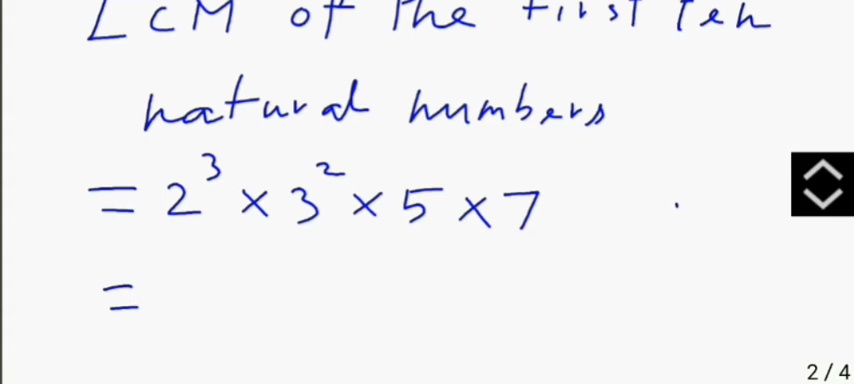 LCM of the first ten
natural numbers
= 2³ × 3² × 5 × 7
=
2 / 4